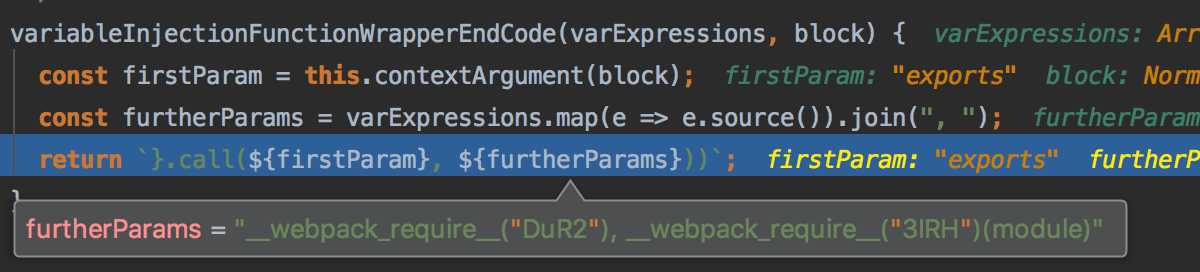 variableInjectionFunctionWrapperEndCode(varExpressions, block) { varExpressions: Arr
const firstParam = this.contextArgument(block); firstParam: "exports" block: Norm
const furtherParams = varExpressions.map(e => e.source()).join(", "); furtherParam
return `}.call(${firstParam}, ${furtherParams}))`; firstParam: "exports" furtherP
}
furtherParams = "__webpack_require__("DuR2"), __webpack_require__("3IRH")(module)"